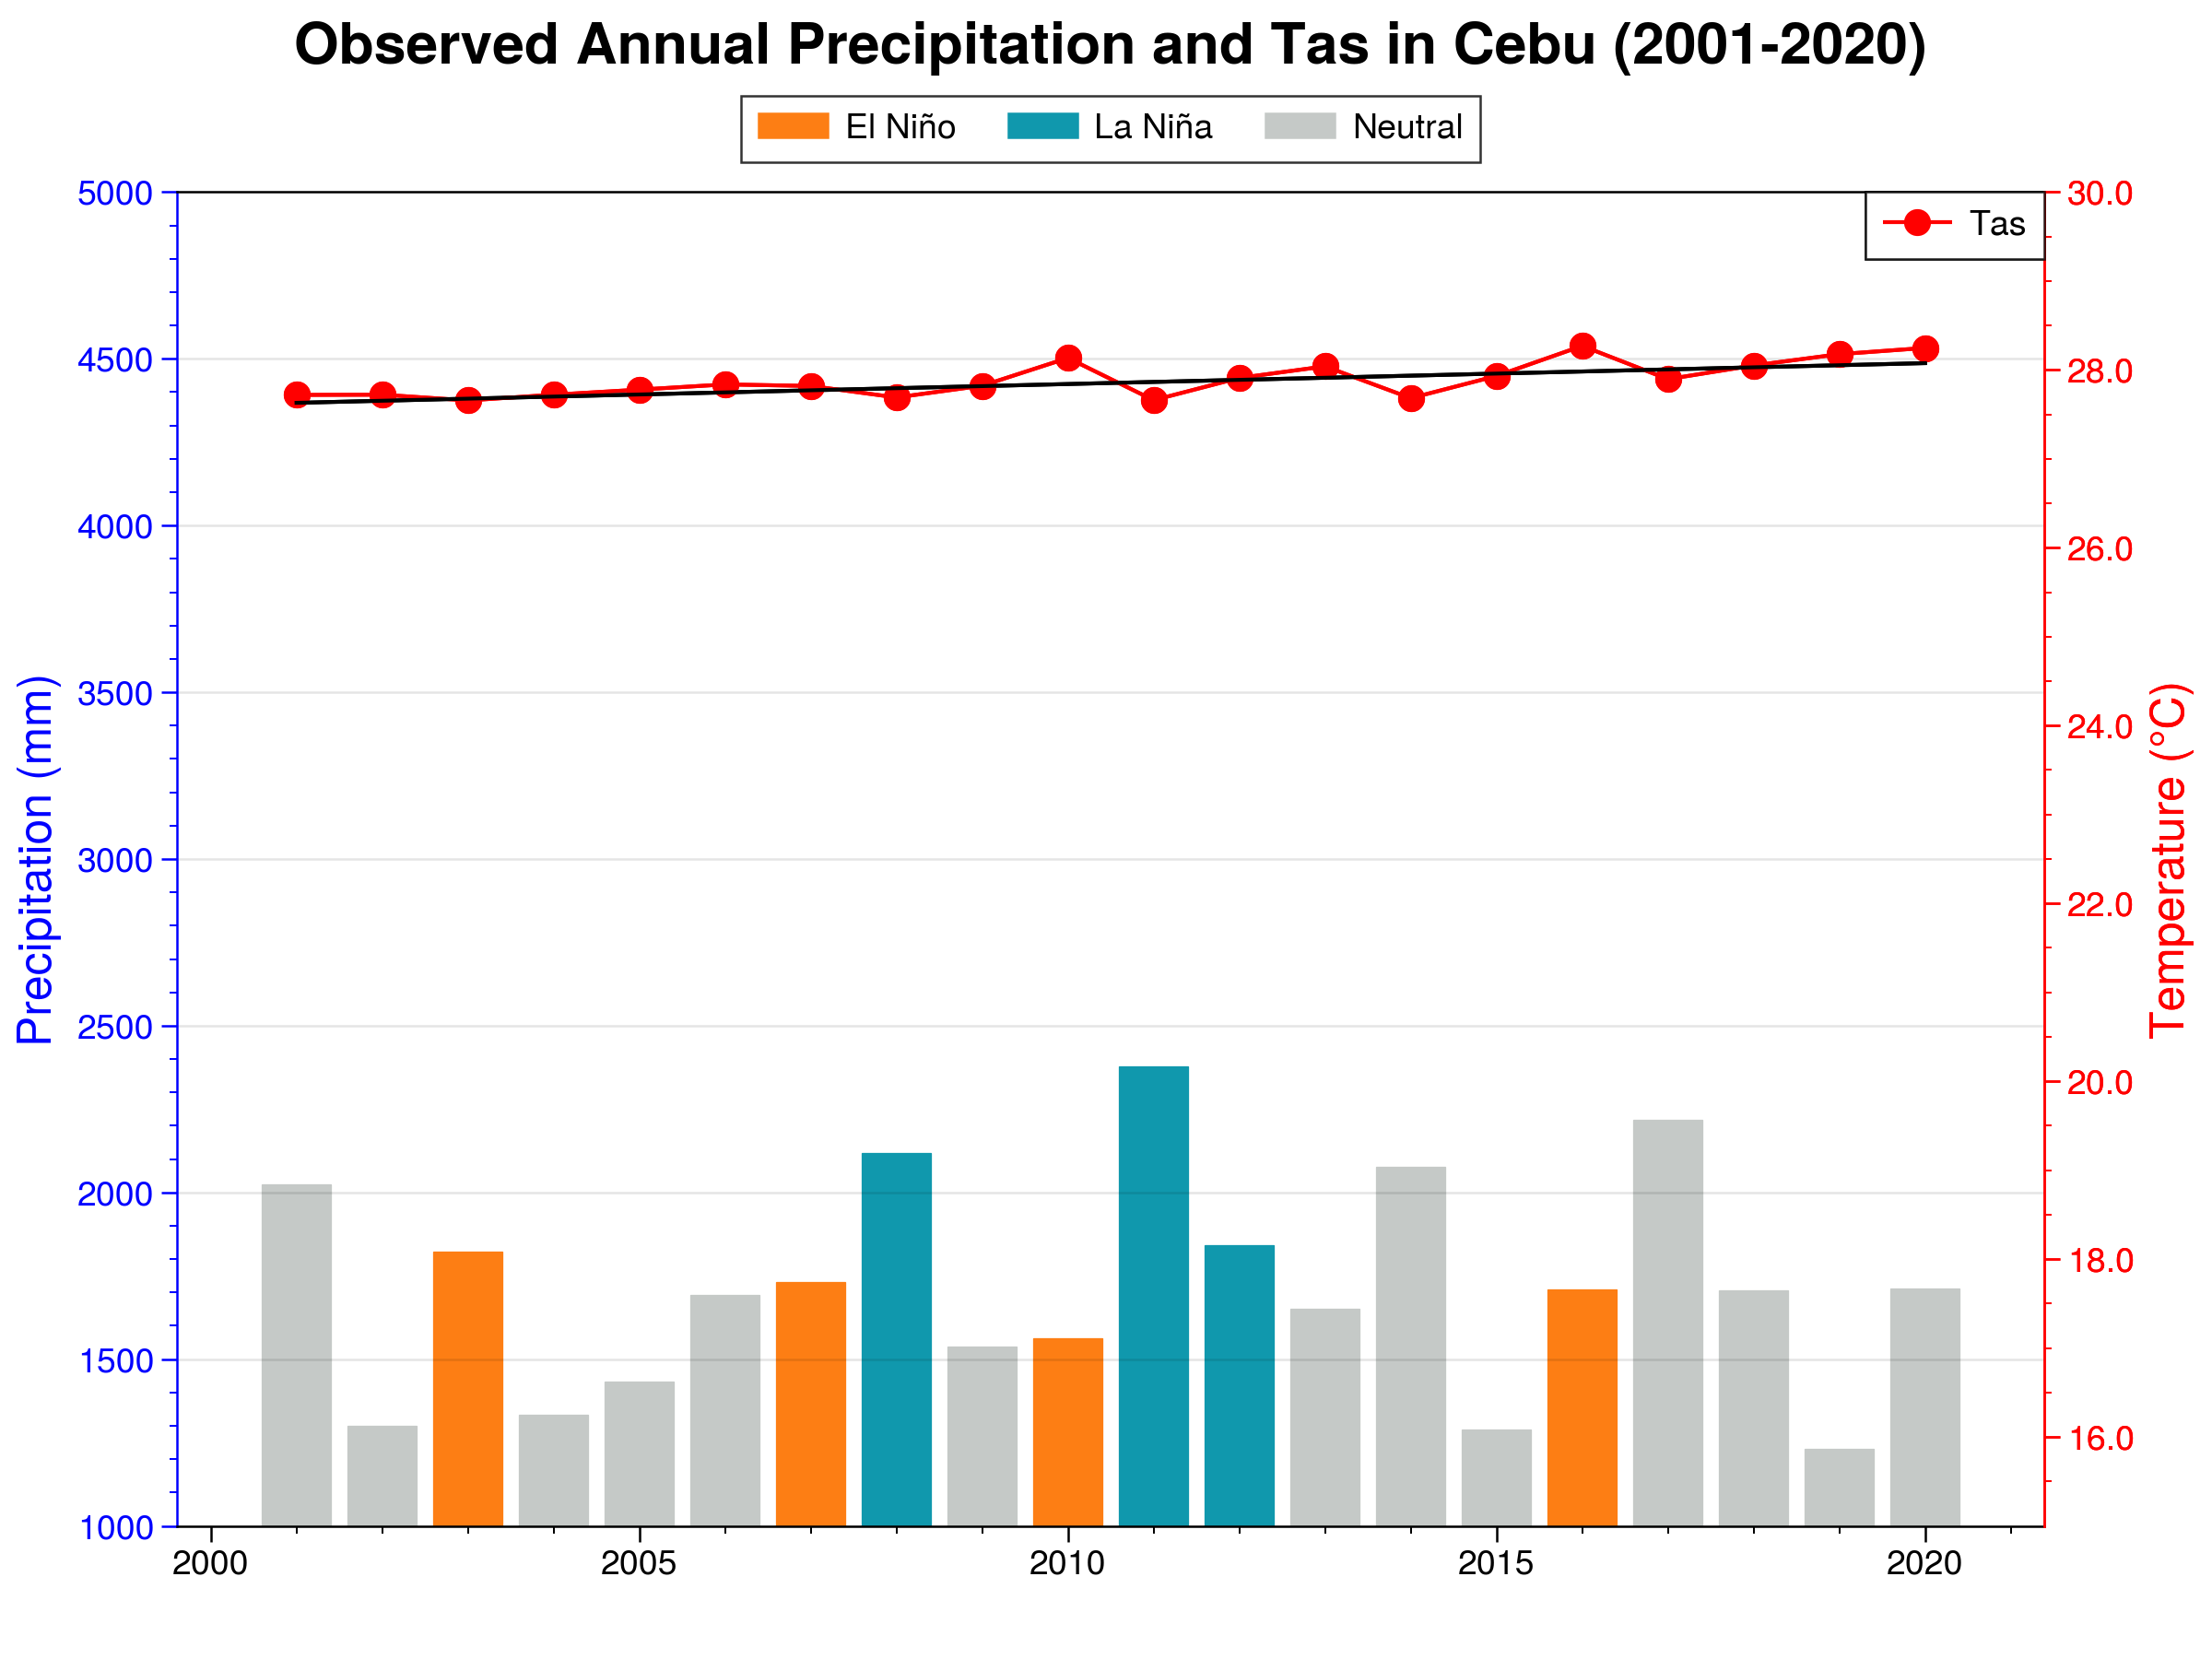 Observed Annual Precipitation and Tas in Cebu (2001-2020)
El Niño La Niña Neutral
Tas
5000
4500
4000
3500
3000
2500
2000
1500
1000
Precipitation (mm)
30.0
28.0
26.0
24.0
22.0
20.0
18.0
16.0
Temperature (°C)
2000 2005 2010 2015 2020